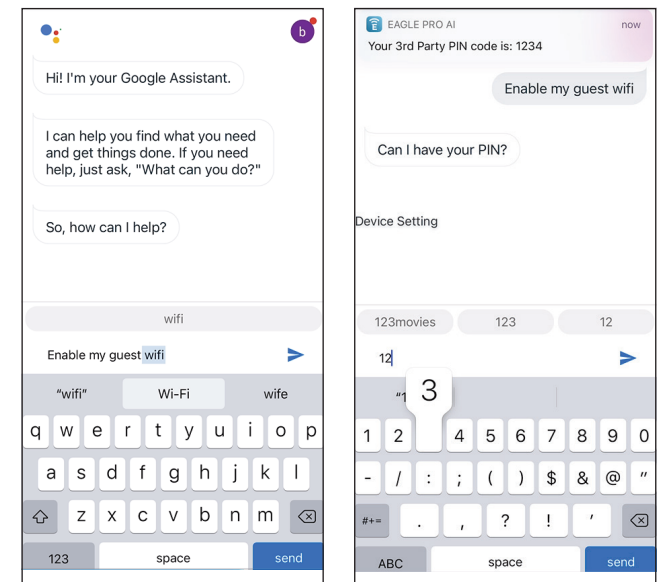 b
Hi! I'm your Google Assistant.
I can help you find what you need
and get things done. If you need
help, just ask, "What can you do?"
So, how can I help?
wifi
Enable my guest wifi
"wifi" Wi-Fi wife
q w e r t y u i o p
a s d f g h j k l
z x c v b n m
123 space send
EAGLE PRO AI now
Your 3rd Party PIN code is: 1234
Enable my guest wifi
Can I have your PIN?
Device Setting
123movies 123 12
12
"1
3
1 2 4 5 6 7 8 9 0
- / : ; ( ) $ & @ "
#+= . , ? ! '
ABC space send